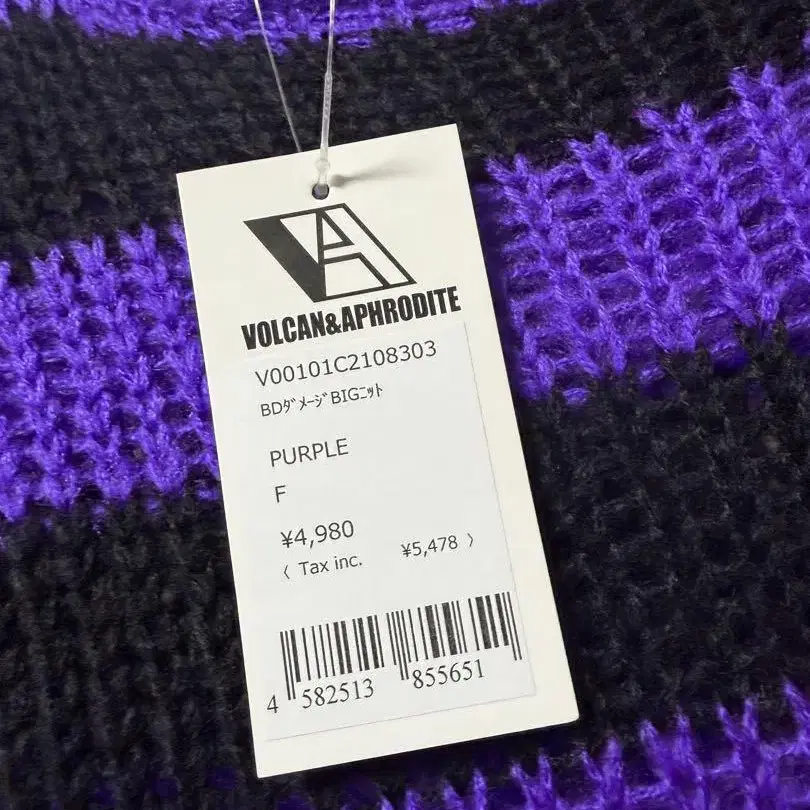 VA
VOLCAN&APHRODITE
V00101C2108303
BDﾀﾞﾒｰｼﾞBIGﾆｯﾄ
PURPLE
F
¥4,980
〈 Tax inc. ¥5,478 〉
4 582513 855651